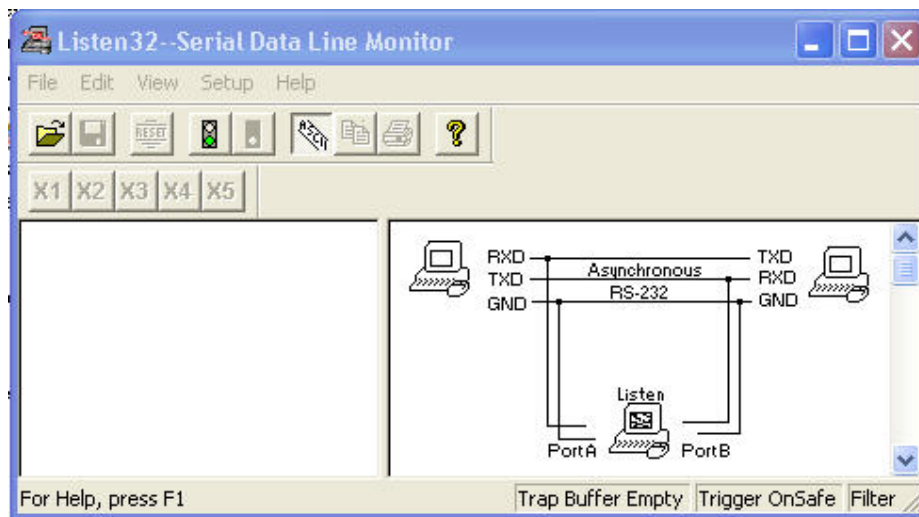 Listen32--Serial Data Line Monitor
File Edit View Setup Help
RESET ASCII ?
X1 X2 X3 X4 X5
RXD TXD
TXD Asynchronous RXD
GND RS-232 GND
Listen
PortA PortB
For Help, press F1 Trap Buffer Empty Trigger OnSafe Filter